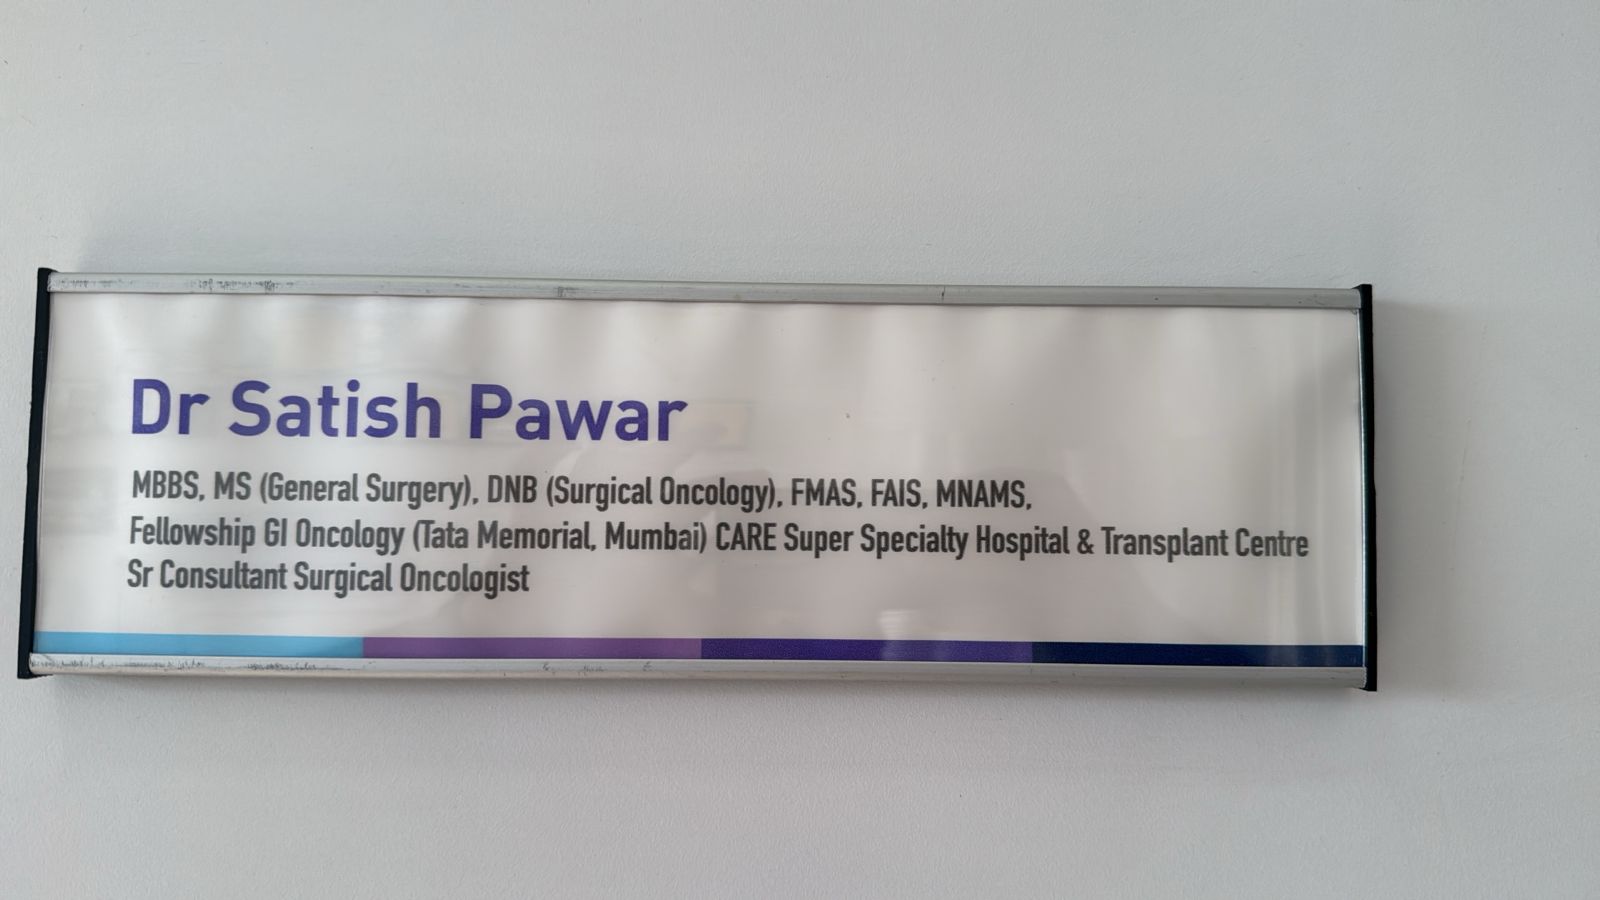 Dr Satish Pawar
MBBS, MS (General Surgery), DNB (Surgical Oncology), FMAS, FAIS, MNAMS,
Fellowship GI Oncology (Tata Memorial, Mumbai) CARE Super Specialty Hospital & Transplant Centre
Sr Consultant Surgical Oncologist